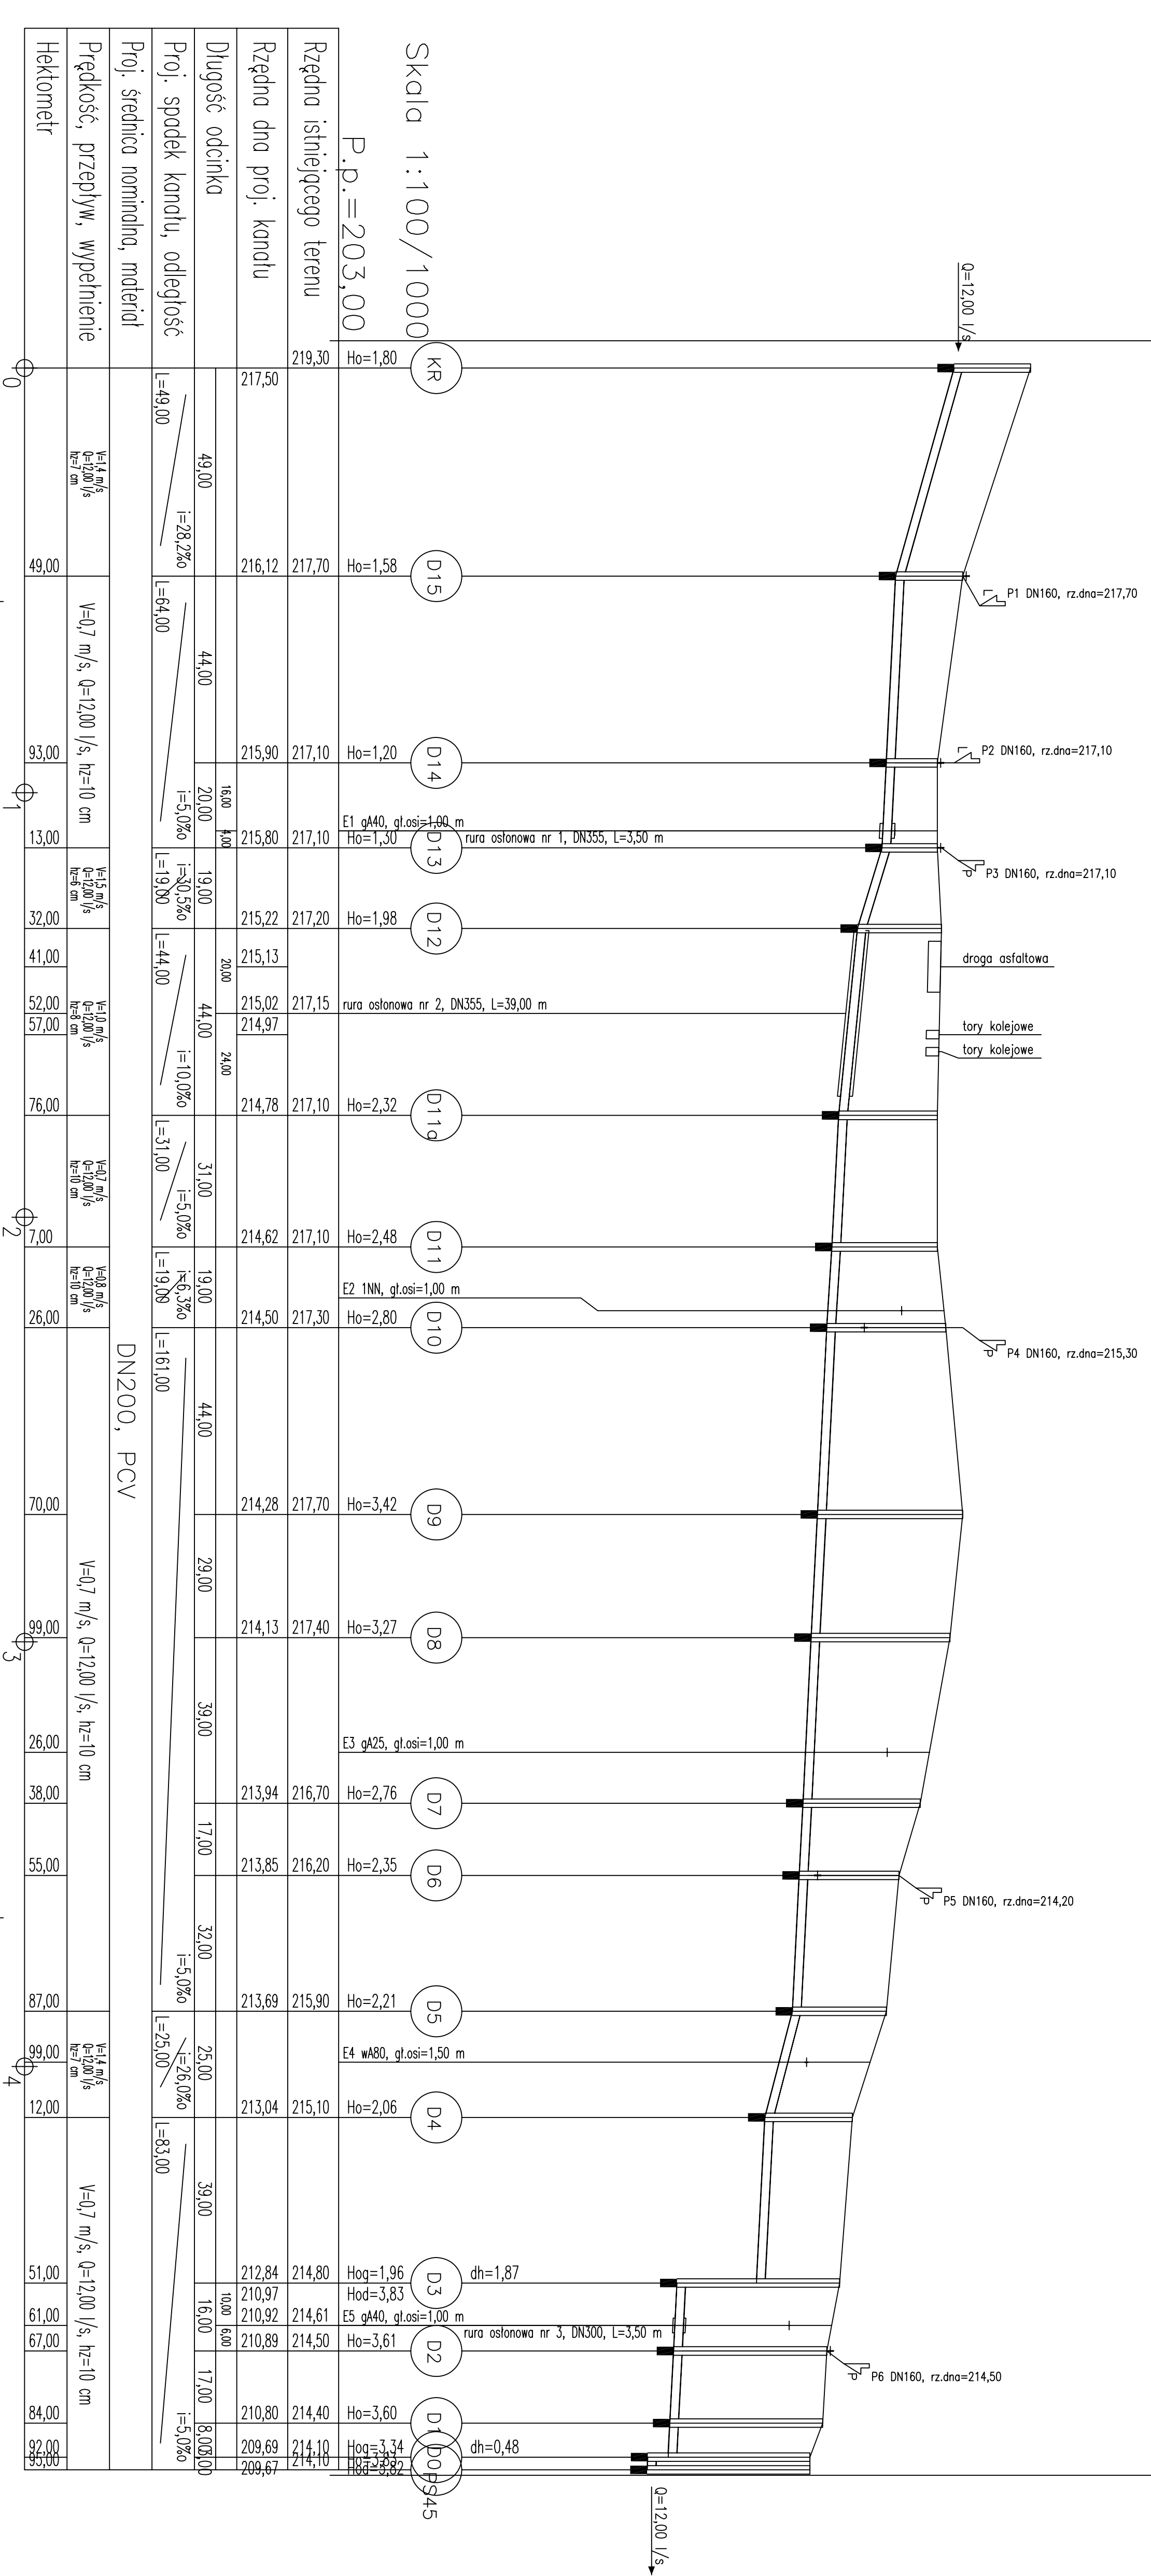 Skala 1:100/1000
P.p.=203,00
Rzędna istniejącego terenu
Rzędna dna proj. kanału
Długość odcinka
Proj. spadek kanału, odległość
Proj. średnica nominalna, materiał
Prędkość, przepływ, wypełnienie
Hektometr
Q=12,00 l/s
P1 DN160, rz.dna=217,70
L
P2 DN160, rz.dna=217,10
L
P3 DN160, rz.dna=217,10
P
droga asfaltowa
tory kolejowe
tory kolejowe
P4 DN160, rz.dna=215,30
P
P5 DN160, rz.dna=214,20
P
P6 DN160, rz.dna=214,50
P
Q=12,00 l/s
KR
D15
D14
D13
D12
D11a
D11
D10
D9
D8
D7
D6
D5
D4
D3
D2
D1
D0
PS45
dh=1,87
dh=0,48
rura osłonowa nr 1, DN355, L=3,50 m
rura osłonowa nr 2, DN355, L=39,00 m
rura osłonowa nr 3, DN300, L=3,50 m
E1 gA40, gł.osi=1,00 m
E2 1NN, gł.osi=1,00 m
E3 gA25, gł.osi=1,00 m
E4 wA80, gł.osi=1,50 m
E5 gA40, gł.osi=1,00 m
Ho=1,80
Ho=1,58
Ho=1,20
Ho=1,30
Ho=1,98
Ho=2,32
Ho=2,48
Ho=2,80
Ho=3,42
Ho=3,27
Ho=2,76
Ho=2,35
Ho=2,21
Ho=2,06
Hog=1,96
Hod=3,83
Ho=3,61
Ho=3,60
Hog=3,34
219,30
217,70
217,10
217,10
217,20
217,15
217,10
217,10
217,30
217,70
217,40
216,70
216,20
215,90
215,10
214,80
214,61
214,50
214,40
214,10
214,10
217,50
216,12
215,90
215,80
215,22
215,13
215,02
214,97
214,78
214,62
214,50
214,28
214,13
213,94
213,85
213,69
213,04
212,84
210,97
210,92
210,89
210,80
209,69
209,67
16,00
4,00
20,00
24,00
10,00
6,00
49,00
44,00
20,00
19,00
44,00
31,00
19,00
44,00
29,00
39,00
17,00
32,00
25,00
39,00
16,00
17,00
8,00
3,00
L=49,00
i=28,2‰
L=64,00
i=5,0‰
L=19,00
i=30,5‰
L=44,00
i=10,0‰
L=31,00
i=5,0‰
L=19,00
i=6,3‰
L=161,00
i=5,0‰
L=25,00
i=26,0‰
L=83,00
i=5,0‰
DN200, PCV
V=1,4 m/s
Q=12,00 l/s
hz=7 cm
V=0,7 m/s, Q=12,00 l/s, hz=10 cm
V=1,5 m/s
Q=12,00 l/s
hz=6 cm
V=1,0 m/s
Q=12,00 l/s
hz=8 cm
V=0,7 m/s
Q=12,00 l/s
hz=10 cm
V=0,8 m/s
Q=12,00 l/s
hz=10 cm
V=0,7 m/s, Q=12,00 l/s, hz=10 cm
V=1,4 m/s
Q=12,00 l/s
hz=7 cm
V=0,7 m/s, Q=12,00 l/s, hz=10 cm
49,00
93,00
13,00
32,00
41,00
52,00
57,00
76,00
7,00
26,00
70,00
99,00
26,00
38,00
55,00
87,00
99,00
12,00
51,00
61,00
67,00
84,00
92,00
95,00
0
1
2
3
4